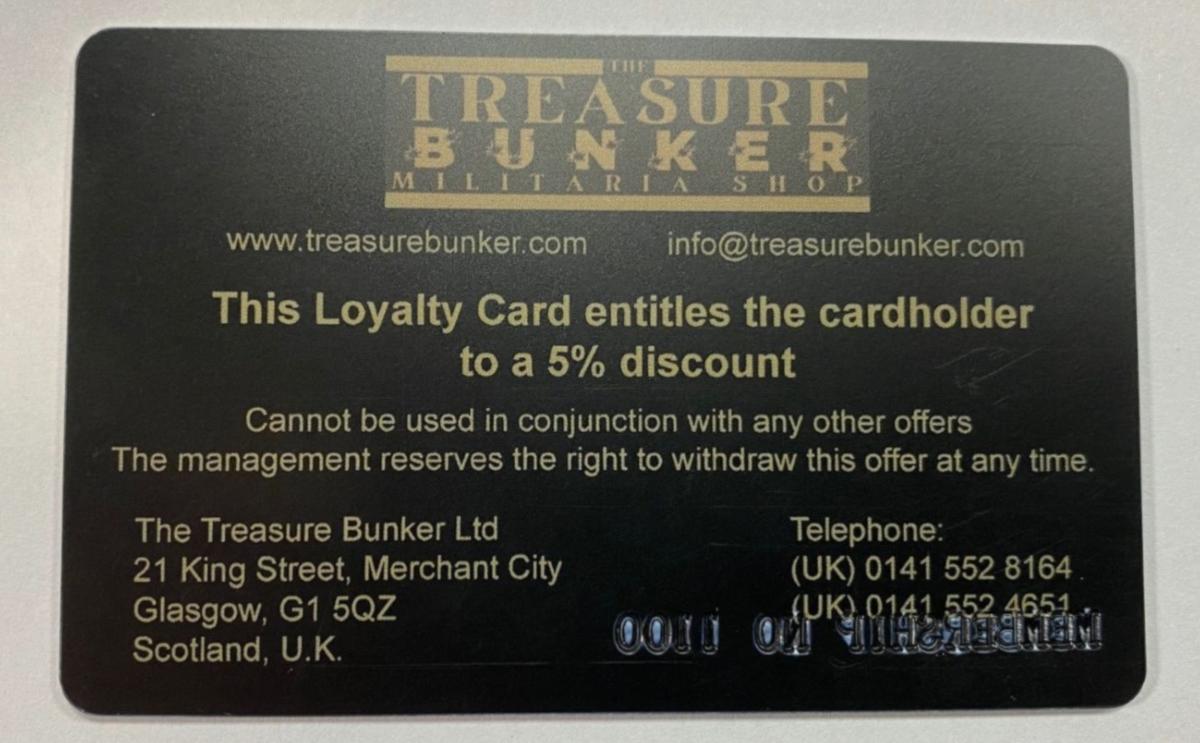 THE
TREASURE
BUNKER
MILITARIA SHOP
www.treasurebunker.com info@treasurebunker.com
This Loyalty Card entitles the cardholder
to a 5% discount
Cannot be used in conjunction with any other offers
The management reserves the right to withdraw this offer at any time.
The Treasure Bunker Ltd
21 King Street, Merchant City
Glasgow, G1 5QZ
Scotland, U.K.
Telephone:
(UK) 0141 552 8164
(UK) 0141 552 4651
MEMBERSHIP NO 1100